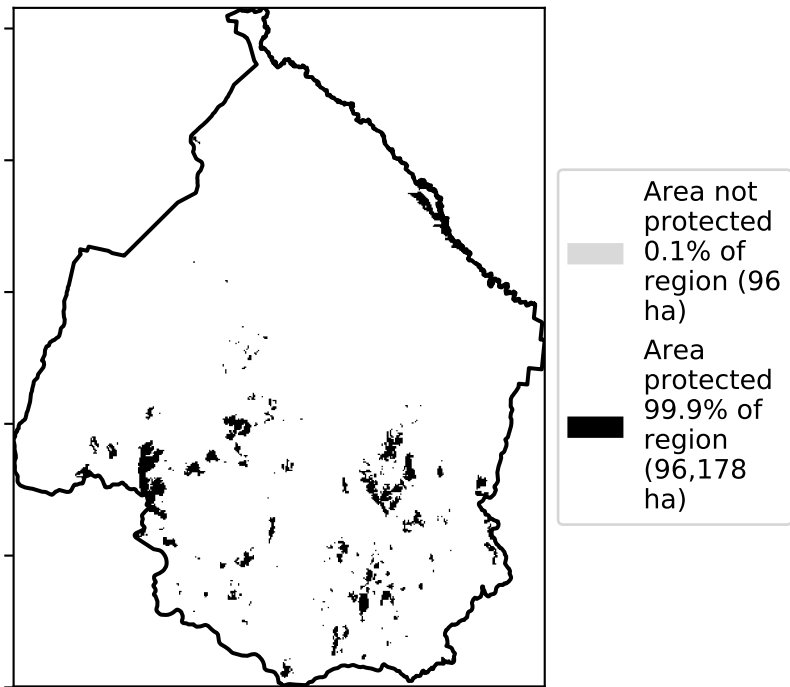 Area not
protected
0.1% of
region (96
ha)
Area
protected
99.9% of
region
(96,178
ha)